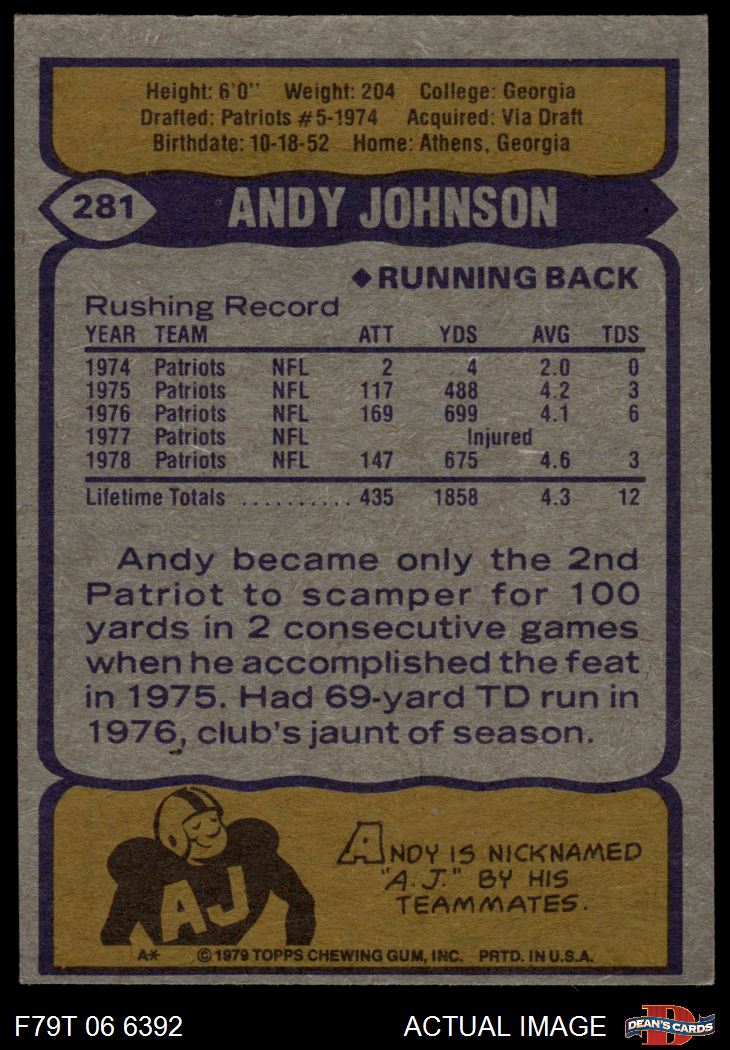 Height: 6'0" Weight: 204 College: Georgia
Drafted: Patriots #5-1974 Acquired: Via Draft
Birthdate: 10-18-52 Home: Athens, Georgia
281 ANDY JOHNSON
◆RUNNING BACK
Rushing Record
YEAR TEAM ATT YDS AVG TDS
1974 Patriots NFL 2 4 2.0 0
1975 Patriots NFL 117 488 4.2 3
1976 Patriots NFL 169 699 4.1 6
1977 Patriots NFL Injured
1978 Patriots NFL 147 675 4.6 3
Lifetime Totals .......... 435 1858 4.3 12
Andy became only the 2nd
Patriot to scamper for 100
yards in 2 consecutive games
when he accomplished the feat
in 1975. Had 69-yard TD run in
1976, club's jaunt of season.
AJ
ANDY IS NICKNAMED
"A.J." BY HIS
TEAMMATES.
A* ©1979 TOPPS CHEWING GUM, INC. PRTD. IN U.S.A.
F79T 06 6392 ACTUAL IMAGE D DEAN'S CARDS